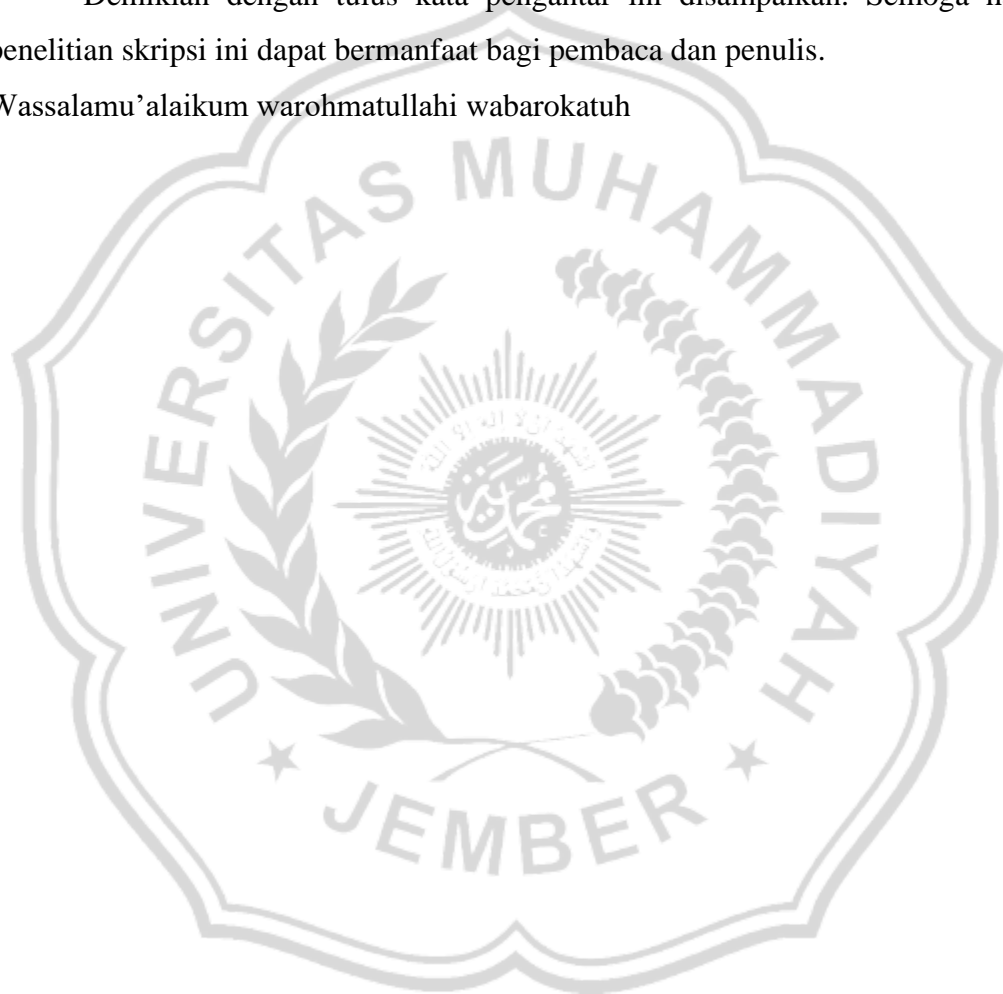 Demikian dengan tulus kata pengantar ini disampaikan. Semoga
penelitian skripsi ini dapat bermanfaat bagi pembaca dan penulis.
Wassalamu’alaikum warohmatullahi wabarokatuh
UNIVERSITAS MUHAMMADIYAH
JEMBER